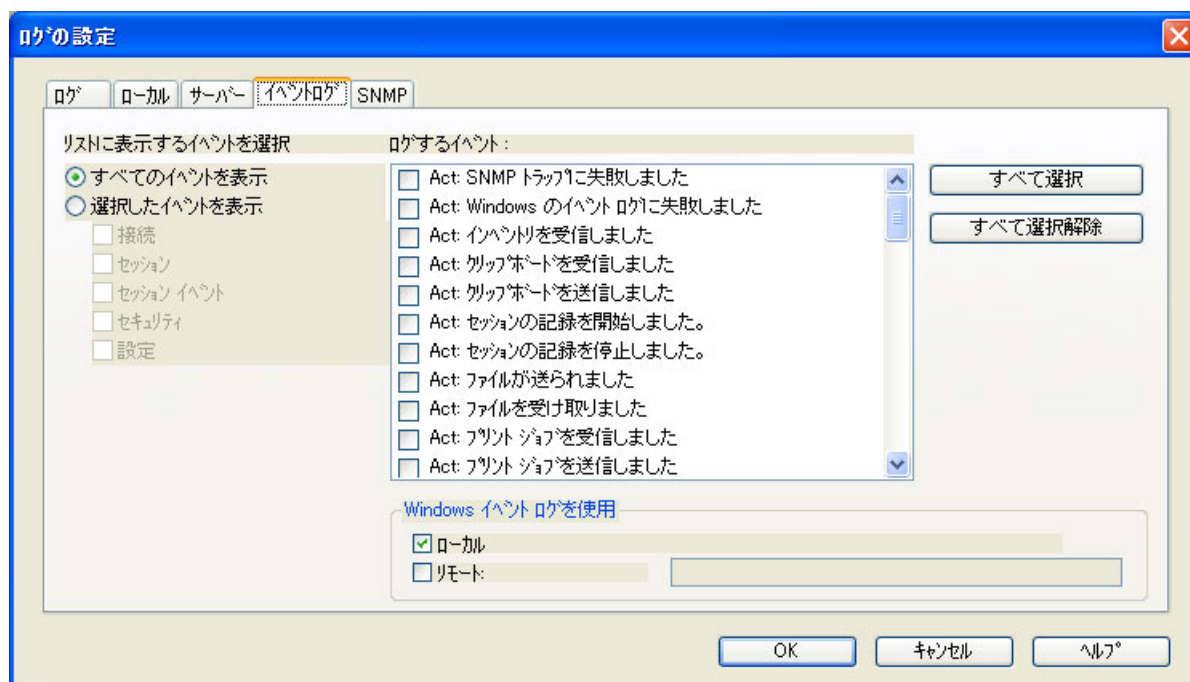 ログの設定
ログ ローカル サーバー イベントログ SNMP
リストに表示するイベントを選択
すべてのイベントを表示
選択したイベントを表示
接続
セッション
セッション イベント
セキュリティ
設定
ログするイベント :
Act: SNMP トラップに失敗しました
Act: Windows のイベント ログに失敗しました
Act: インベントリを受信しました
Act: クリップボードを受信しました
Act: クリップボードを送信しました
Act: セッションの記録を開始しました。
Act: セッションの記録を停止しました。
Act: ファイルが送られました
Act: ファイルを受け取りました
Act: プリント ジョブを受信しました
Act: プリント ジョブを送信しました
すべて選択
すべて選択解除
Windows イベント ログを使用
ローカル
リモート:
OK キャンセル ヘルプ